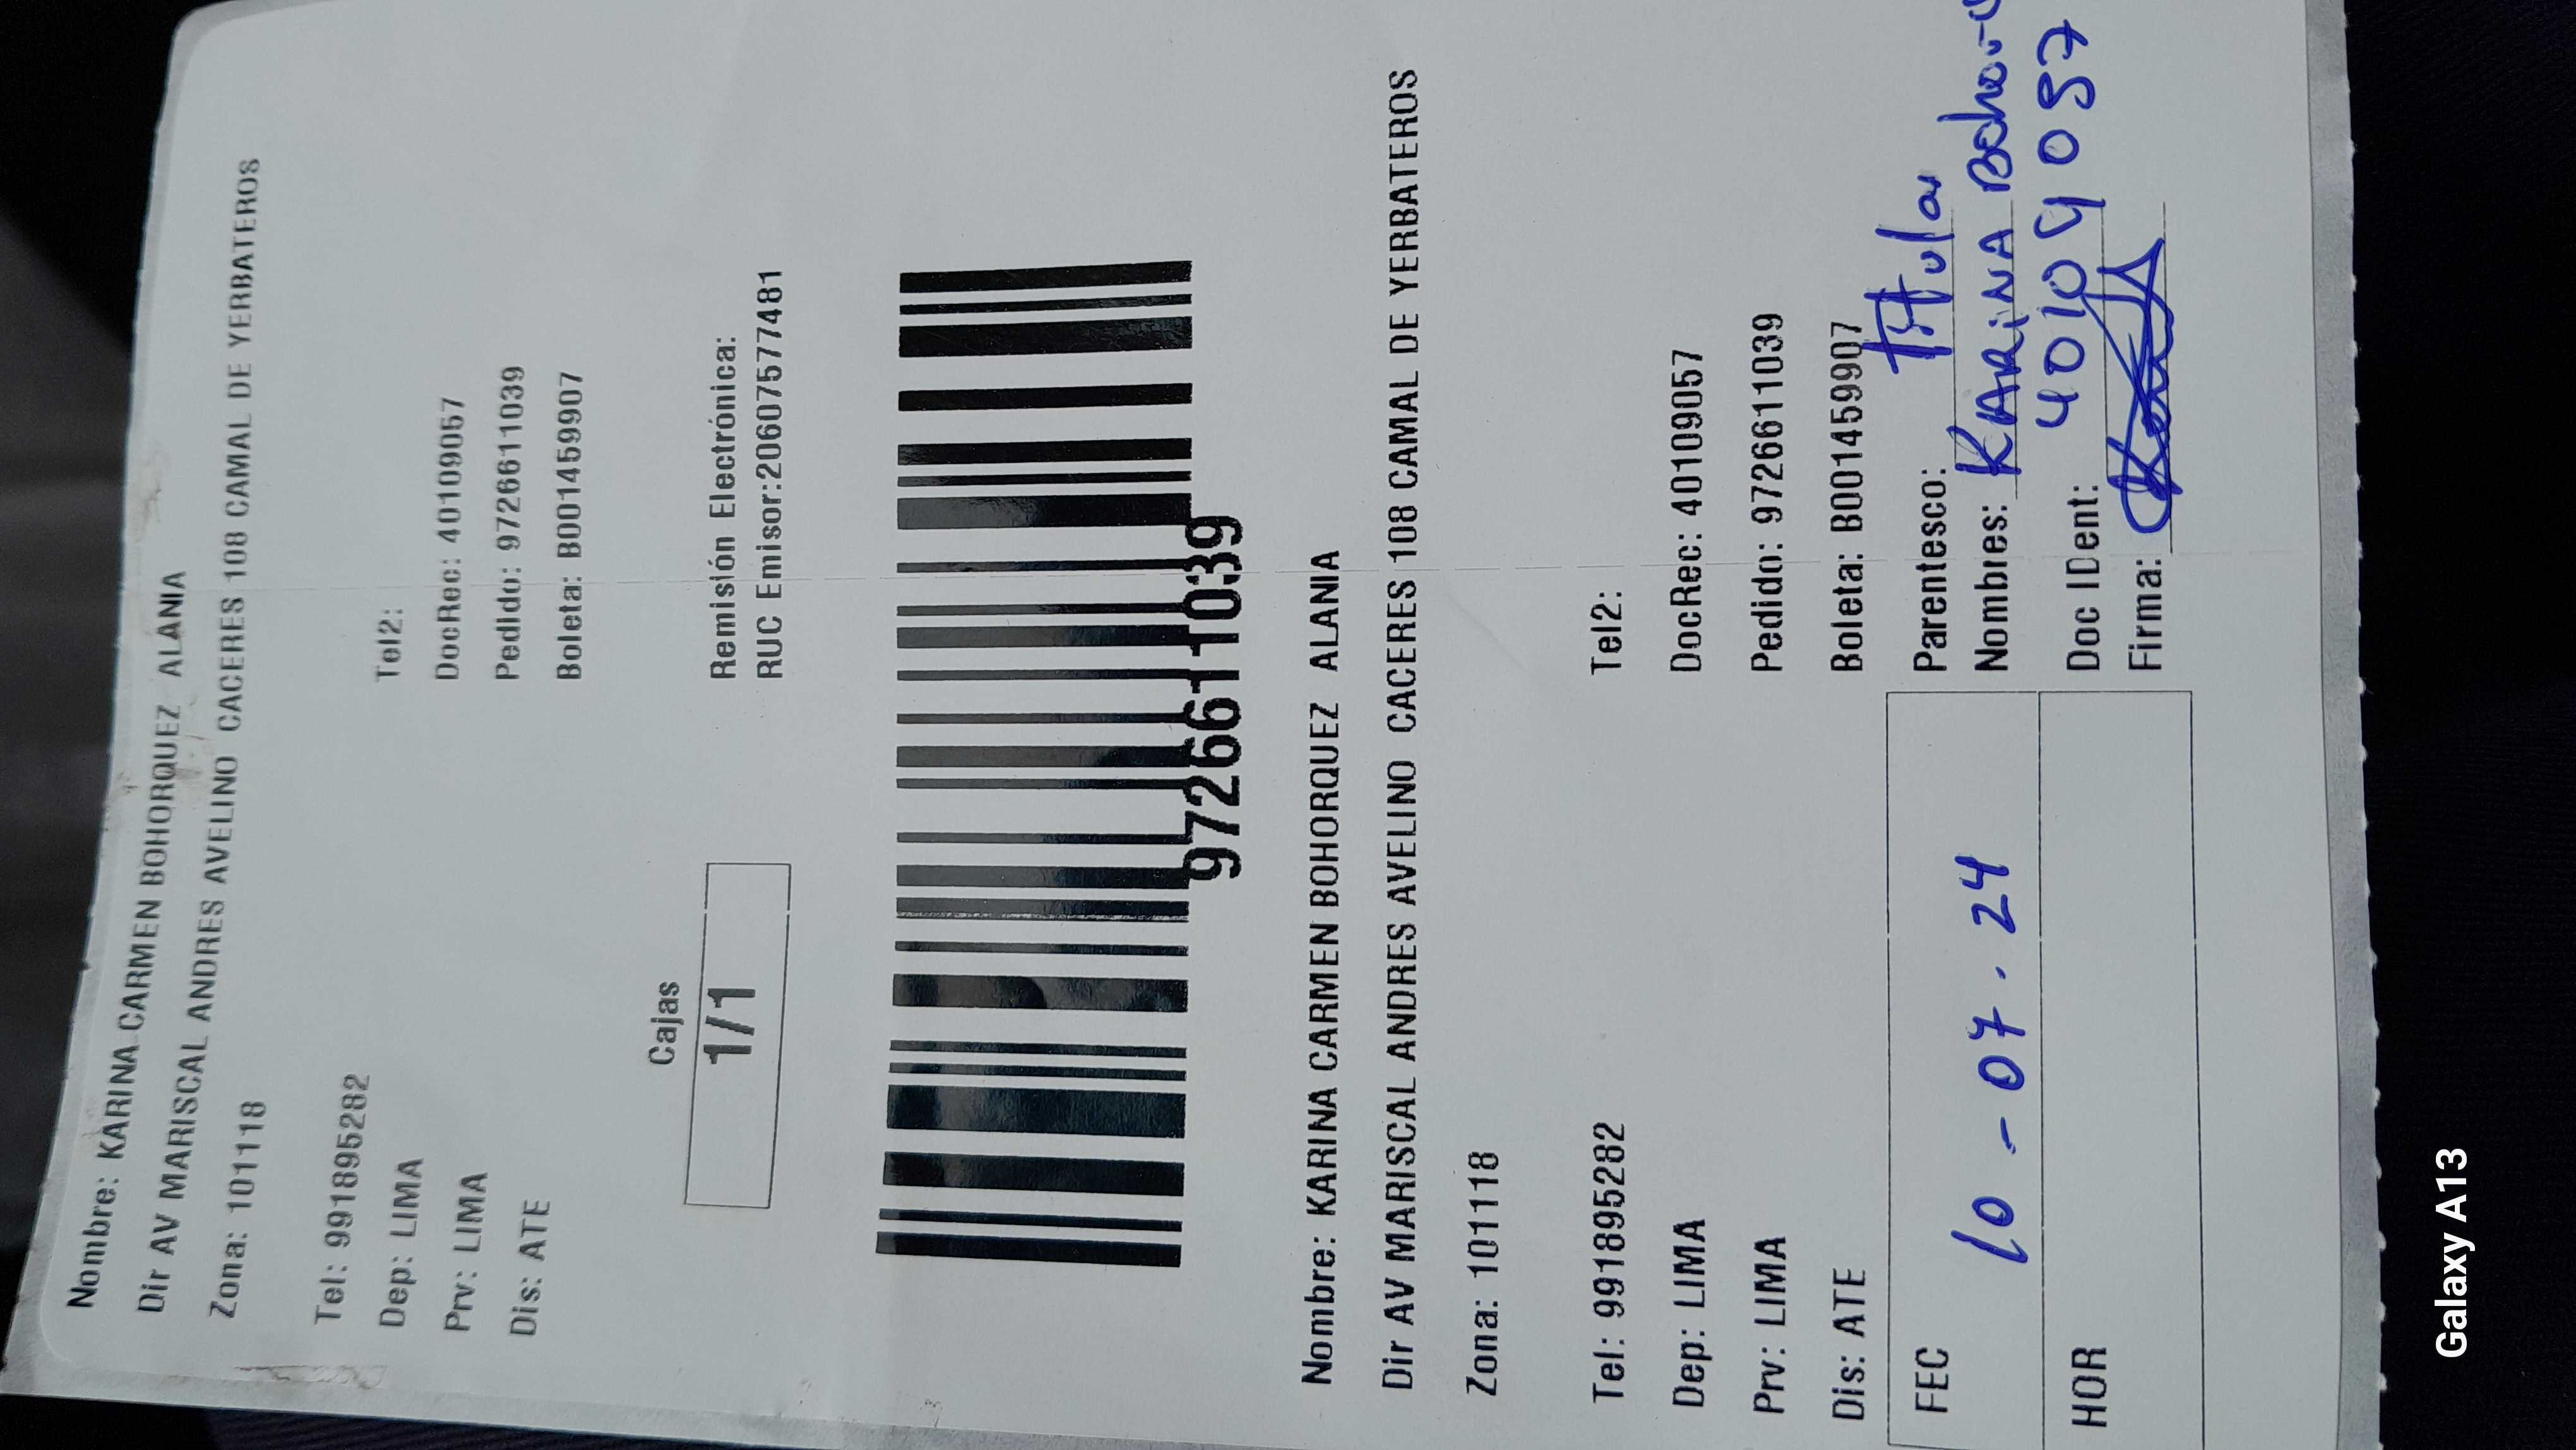 Nombre: KARINA CARMEN BOHORQUEZ ALANIA
Dir AV MARISCAL ANDRES AVELINO CACERES 108 CAMAL DE YERBATEROS
Zona: 101118
Tel: 991895282 Tel2:
Dep: LIMA DocRec: 40109057
Prv: LIMA Pedido: 972661039
Dis: ATE Boleta: B001459907
Cajas Remisión Electrónica:
1/1 RUC Emisor:20607577481
9726611039
Nombre: KARINA CARMEN BOHORQUEZ ALANIA
Dir AV MARISCAL ANDRES AVELINO CACERES 108 CAMAL DE YERBATEROS
Zona: 101118
Tel: 991895282 Tel2:
Dep: LIMA DocRec: 40109057
Prv: LIMA Pedido: 9726611039
Dis: ATE Boleta: B001459907
FEC 10-07.24 Parentesco: Titular
Nombres: KARINA
HOR Doc IDent: 40109057
Firma:
Galaxy A13